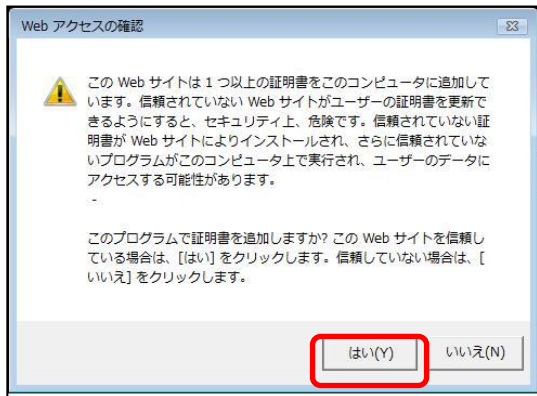 Web アクセスの確認
この Web サイトは 1 つ以上の証明書をこのコンピュータに追加して
います。信頼されていない Web サイトがユーザーの証明書を更新で
きるようにすると、セキュリティ上、危険です。信頼されていない証
明書が Web サイトによりインストールされ、さらに信頼されていな
いプログラムがこのコンピュータ上で実行され、ユーザーのデータに
アクセスする可能性があります。
-
このプログラムで証明書を追加しますか? この Web サイトを信頼し
ている場合は、[はい] をクリックします。信頼していない場合は、[
いいえ] をクリックします。
はい(Y) いいえ(N)